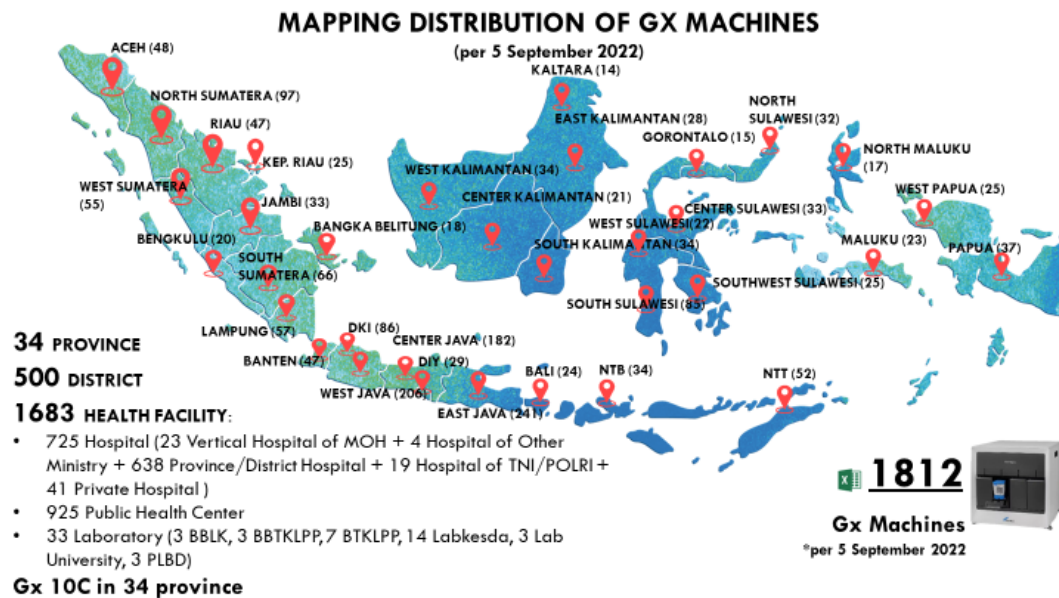 MAPPING DISTRIBUTION OF GX MACHINES
(per 5 September 2022)
ACEH (48)
NORTH SUMATERA (97)
RIAU (47)
KEP. RIAU (25)
WEST SUMATERA
(55)
JAMBI (33)
BENGKULU (20)
BANGKA BELITUNG (18)
SOUTH
SUMATERA (66)
LAMPUNG (57)
KALTARA (14)
EAST KALIMANTAN (28)
WEST KALIMANTAN (34)
CENTER KALIMANTAN (21)
SOUTH KALIMANTAN (34)
GORONTALO (15)
NORTH
SULAWESI (32)
CENTER SULAWESI (33)
WEST SULAWESI(22)
SOUTHWEST SULAWESI (25)
SOUTH SULAWESI (85)
NORTH MALUKU
(17)
WEST PAPUA (25)
MALUKU (23)
PAPUA (37)
BANTEN (47)
DKI (86)
CENTER JAVA (182)
DIY (29)
WEST JAVA (206)
EAST JAVA (241)
BALI (24)
NTB (34)
NTT (52)
34 PROVINCE
500 DISTRICT
1683 HEALTH FACILITY:
• 725 Hospital (23 Vertical Hospital of MOH + 4 Hospital of Other
Ministry + 638 Province/District Hospital + 19 Hospital of TNI/POLRI +
41 Private Hospital )
• 925 Public Health Center
• 33 Laboratory (3 BBLK, 3 BBTKLPP, 7 BTKLPP, 14 Labkesda, 3 Lab
University, 3 PLBD)
Gx 10C in 34 province
1812
Gx Machines
*per 5 September 2022